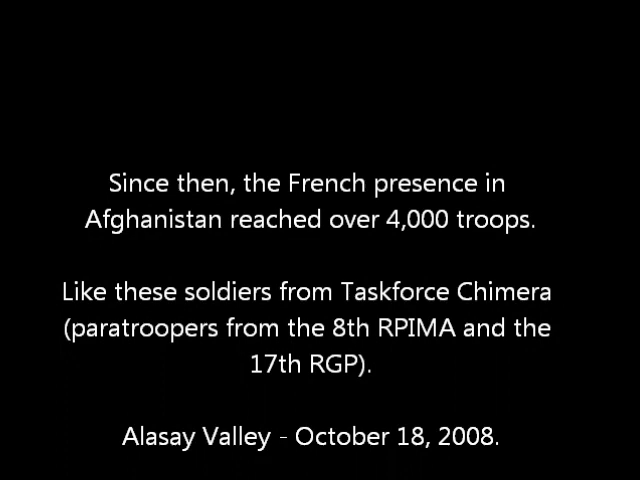 Since then, the French presence in
Afghanistan reached over 4,000 troops.
Like these soldiers from Taskforce Chimera
(paratroopers from the 8th RPIMA and the
17th RGP).
Alasay Valley - October 18, 2008.